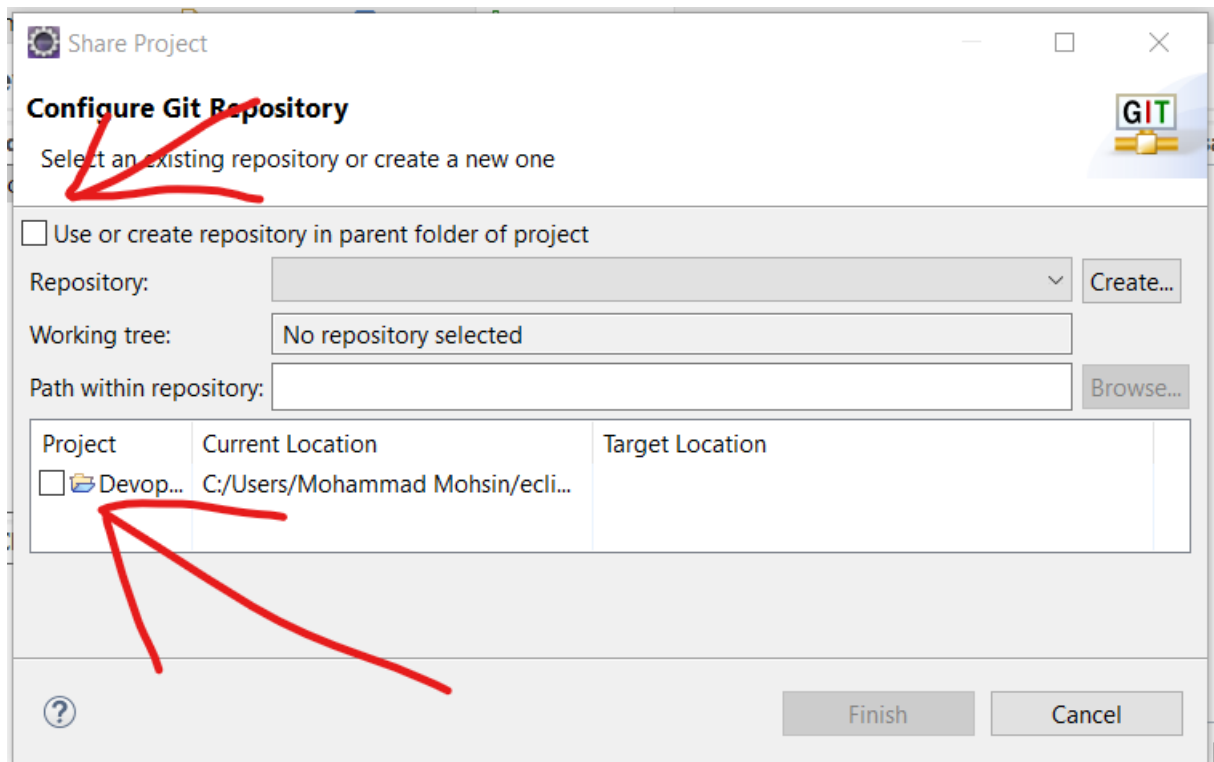 Share Project
Configure Git Repository
GIT
Select an existing repository or create a new one
Use or create repository in parent folder of project
Repository: Create...
Working tree: No repository selected
Path within repository: Browse...
Project Current Location Target Location
Devop... C:/Users/Mohammad Mohsin/ecli...
? Finish Cancel